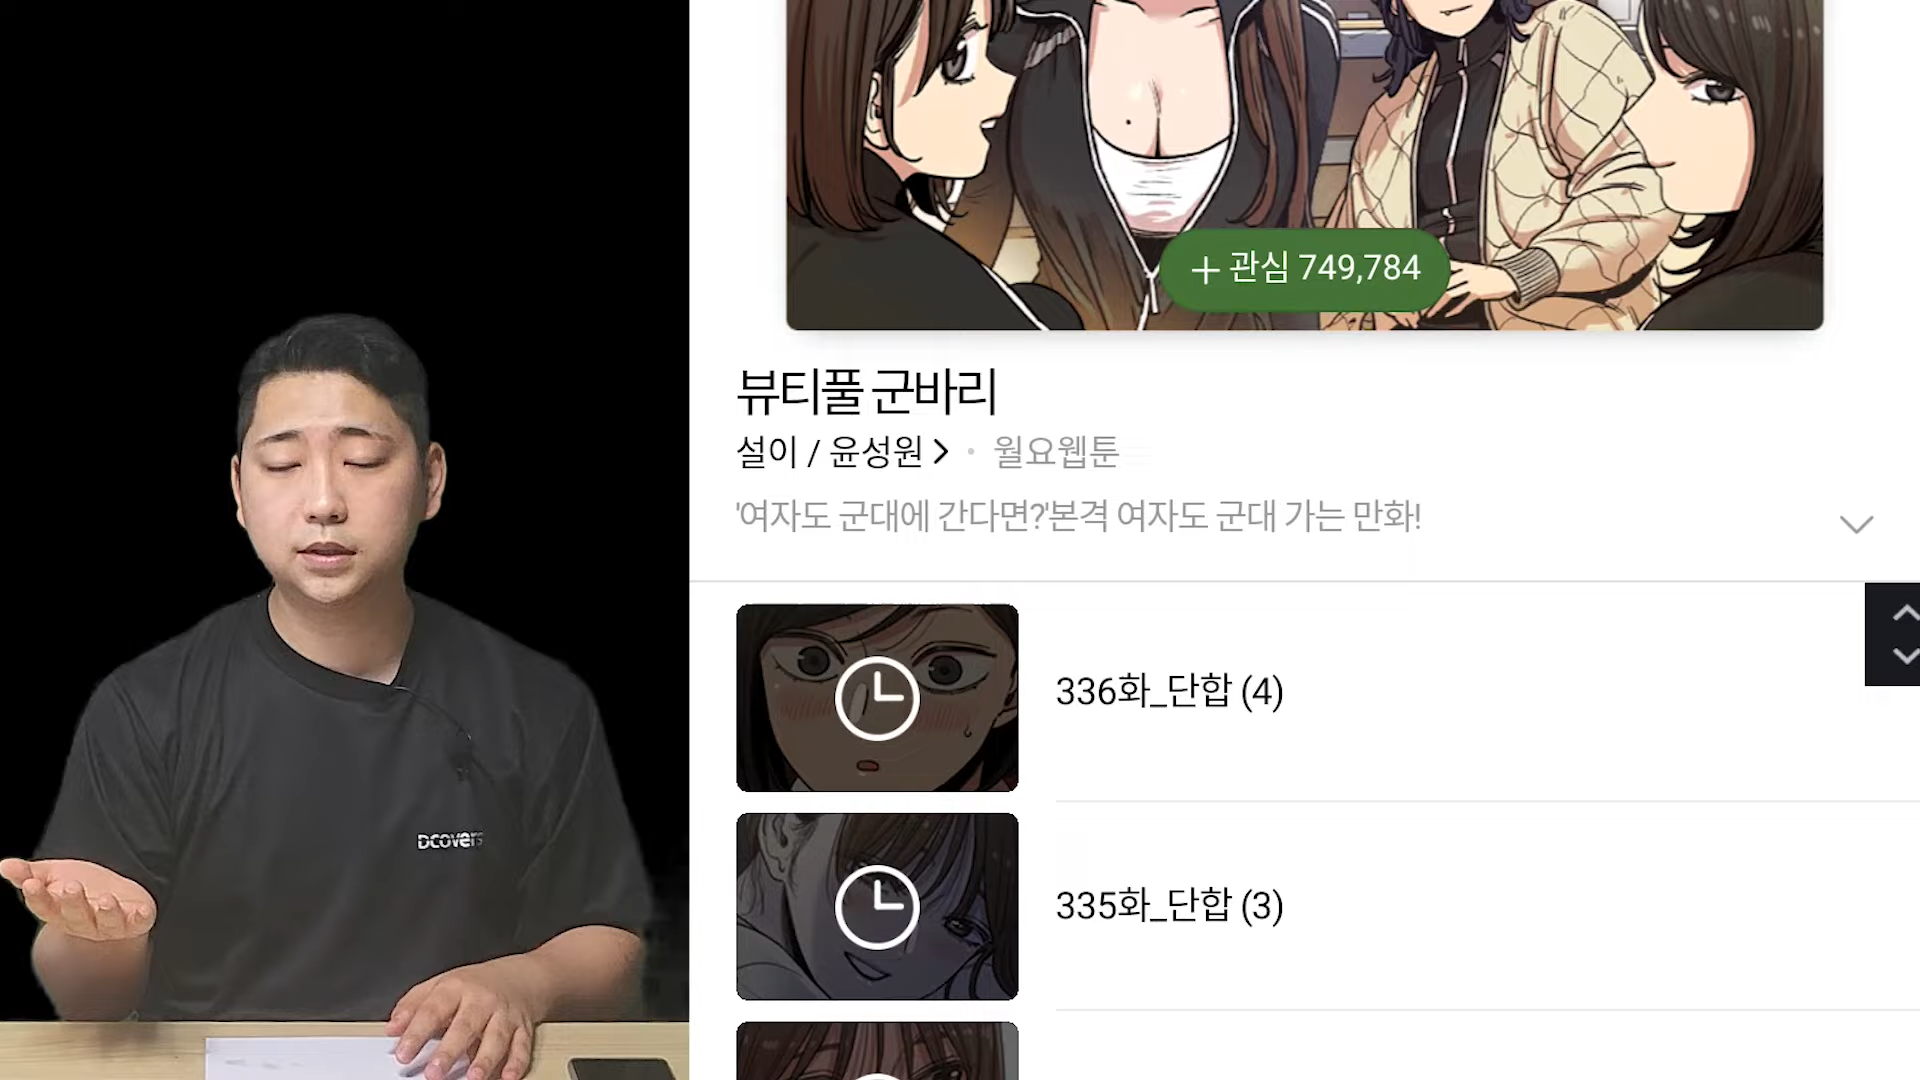 + 관심 749,784
뷰티풀 군바리
설이 / 윤성원 > • 월요웹툰
'여자도 군대에 간다면?'본격 여자도 군대 가는 만화!
336화_단합 (4)
335화_단합 (3)
DCovers